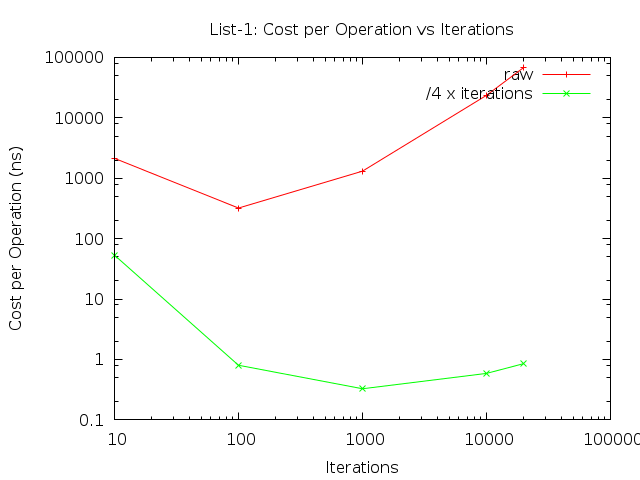 List-1: Cost per Operation vs Iterations
100000
10000
1000
100
10
1
0.1
Cost per Operation (ns)
raw
/4 x iterations
10 100 1000 10000 100000
Iterations